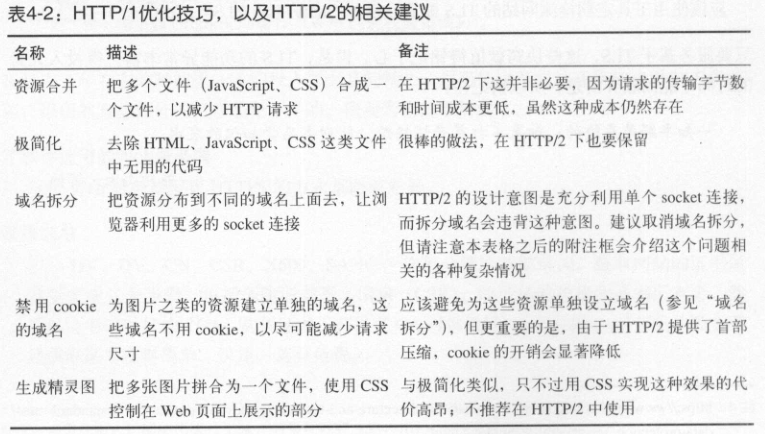 表4-2：HTTP/1优化技巧，以及HTTP/2的相关建议
名称 描述 备注
资源合并 把多个文件（JavaScript、CSS）合成一 在 HTTP/2 下这并非必要，因为请求的传输字节数
个文件，以减少 HTTP 请求 和时间成本更低，虽然这种成本仍然存在
极简化 去除 HTML、JavaScript、CSS 这类文件 很棒的做法，在 HTTP/2 下也要保留
中无用的代码
域名拆分 把资源分布到不同的域名上面去，让浏 HTTP/2 的设计意图是充分利用单个 socket 连接，
览器利用更多的 socket 连接 而拆分域名会违背这种意图。建议取消域名拆分，
但请注意本表格之后的附注框会介绍这个问题相
关的各种复杂情况
禁用 cookie 为图片之类的资源建立单独的域名，这 应该避免为这些资源单独设立域名（参见“域名
的域名 些域名不用 cookie，以尽可能减少请求 拆分”），但更重要的是，由于 HTTP/2 提供了首部
尺寸 压缩，cookie 的开销会显著降低
生成精灵图 把多张图片拼合为一个文件，使用 CSS 与极简化类似，只不过用 CSS 实现这种效果的代
控制在 Web 页面上展示的部分 价高昂，不推荐在 HTTP/2 中使用